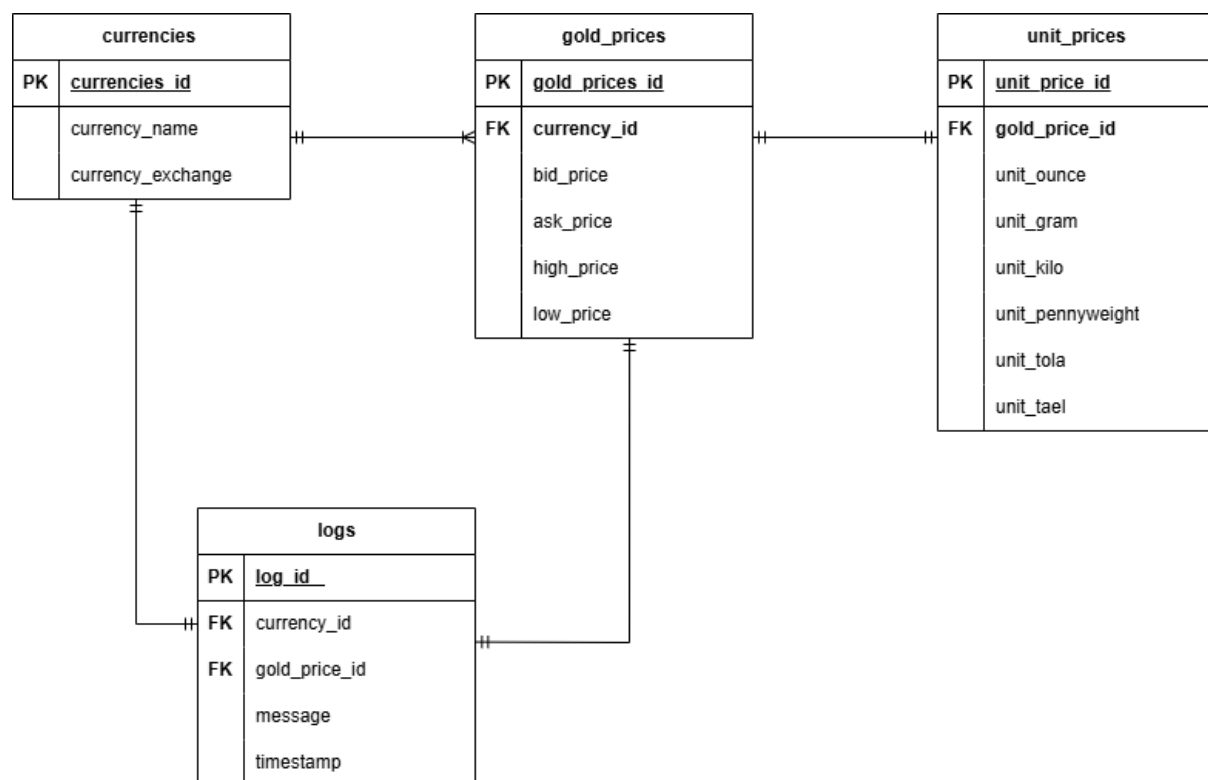 currencies
PK currencies_id
currency_name
currency_exchange
gold_prices
PK gold_prices_id
FK currency_id
bid_price
ask_price
high_price
low_price
unit_prices
PK unit_price_id
FK gold_price_id
unit_ounce
unit_gram
unit_kilo
unit_pennyweight
unit_tola
unit_tael
logs
PK log_id_
FK currency_id
FK gold_price_id
message
timestamp